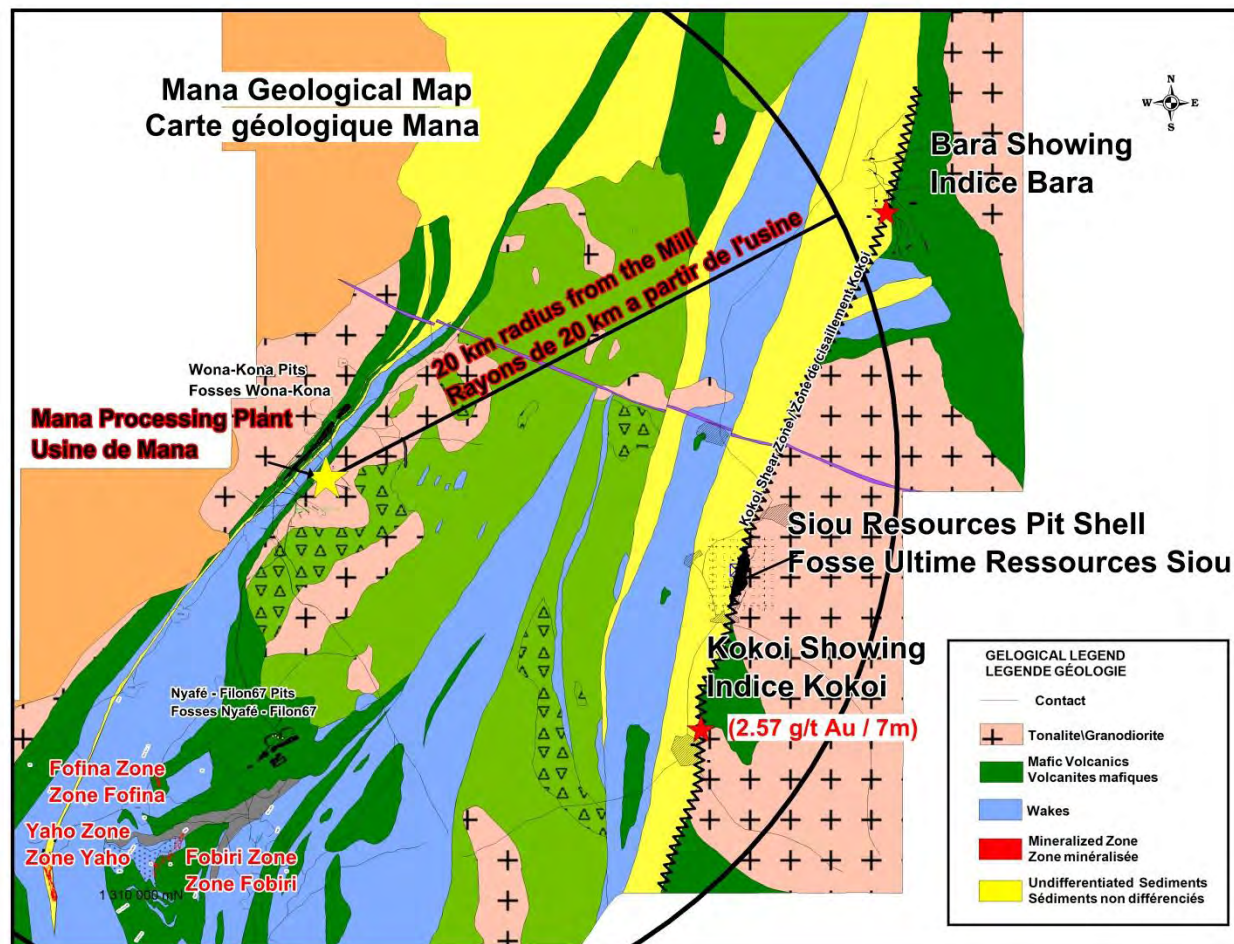 Mana Geological Map
Carte géologique Mana
N
W E
S
Bara Showing
Indice Bara
20 km radius from the Mill
Rayons de 20 km a partir de l'usine
Kokoi Shear Zone / Zone de cisaillement Kokoi
Wona-Kona Pits
Fosses Wona-Kona
Mana Processing Plant
Usine de Mana
Siou Resources Pit Shell
Fosse Ultime Ressources Siou
Kokoi Showing
Indice Kokoi
(2.57 g/t Au / 7m)
Nyafé - Filon67 Pits
Fosses Nyafé - Filon67
Fofina Zone
Zone Fofina
Yaho Zone
Zone Yaho
Fobiri Zone
Zone Fobiri
1 310 000 mN
GELOGICAL LEGEND
LEGENDE GÉOLOGIE
Contact
Tonalite\Granodiorite
Mafic Volcanics
Volcanites mafiques
Wakes
Mineralized Zone
Zone minéralisée
Undifferentiated Sediments
Sédiments non différenciés